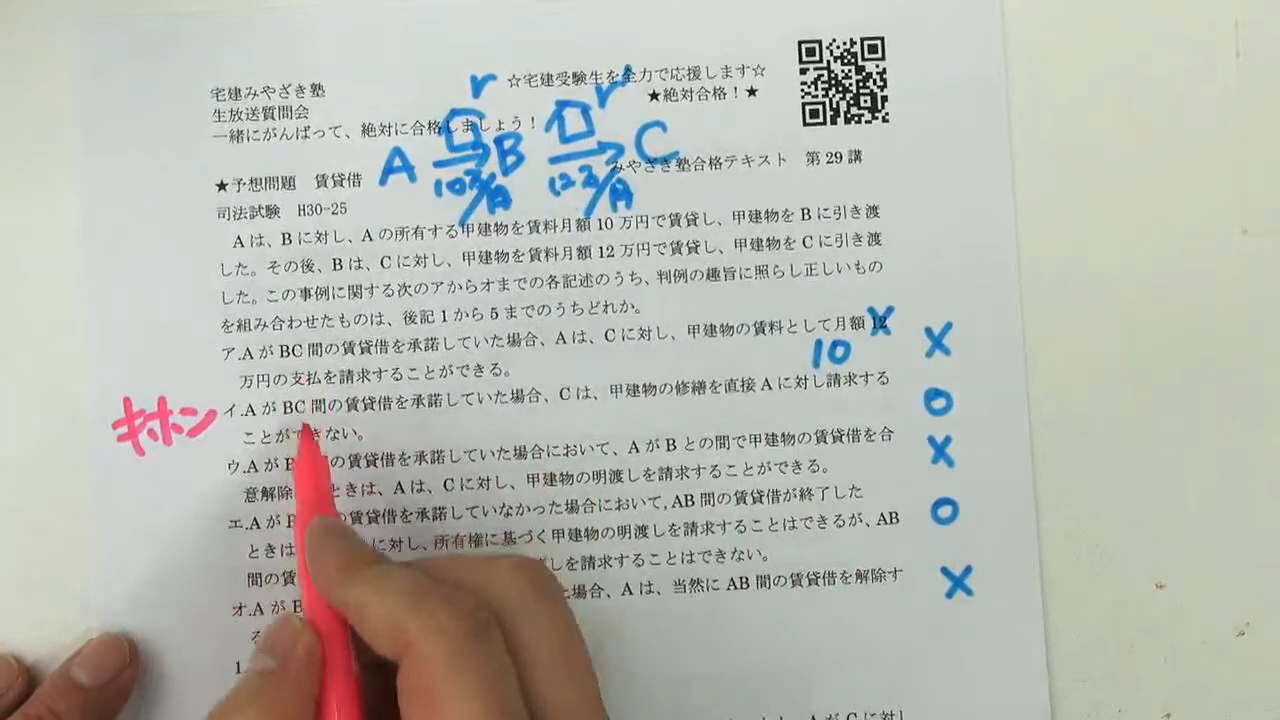 宅建みやざき塾
生放送質問会
一緒にがんばって、絶対に合格しましょう！
☆宅建受験生を全力で応援します☆
★絶対合格！★
r
r'
A → B → C
10万/月
12万/月
みやざき塾合格テキスト 第29講
★予想問題 賃貸借
司法試験 H30-25
Aは、Bに対し、Aの所有する甲建物を賃料月額10万円で賃貸し、甲建物をBに引き渡
した。その後、Bは、Cに対し、甲建物を賃料月額12万円で賃貸し、甲建物をCに引き渡
した。この事例に関する次のアからオまでの各記述のうち、判例の趣旨に照らし正しいもの
を組み合わせたものは、後記1から5までのうちどれか。
ア.AがBC間の賃貸借を承諾していた場合、Aは、Cに対し、甲建物の賃料として月額12 ×
万円の支払を請求することができる。 10
キホン イ.AがBC間の賃貸借を承諾していた場合、Cは、甲建物の修繕を直接Aに対し請求する ○
ことができない。
ウ.AがB の賃貸借を承諾していた場合において、AがBとの間で甲建物の賃貸借を合 ×
意解除 ときは、Aは、Cに対し、甲建物の明渡しを請求することができる。
エ.AがB の賃貸借を承諾していなかった場合において,AB間の賃貸借が終了した ○
ときは に対し、所有権に基づく甲建物の明渡しを請求することはできるが、AB
間の賃 しを請求することはできない。
オ.AがB 場合、Aは、当然にAB間の賃貸借を解除す ×
る
1